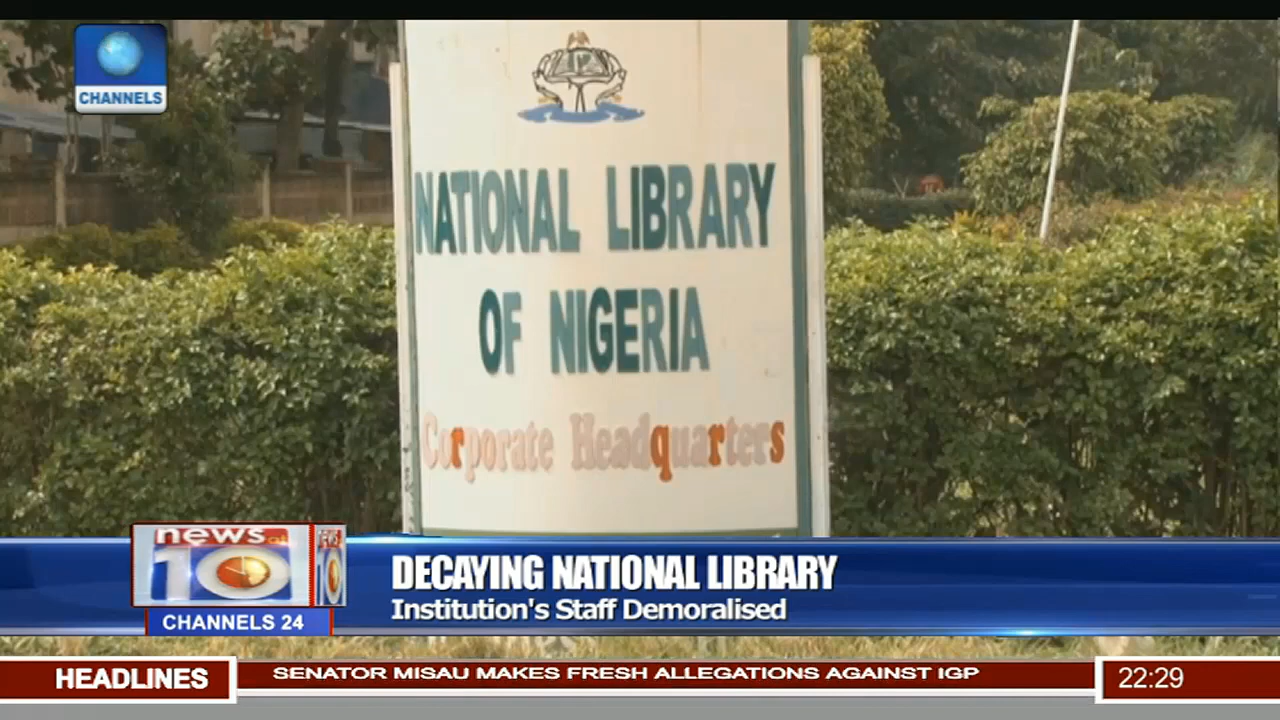 CHANNELS
NATIONAL LIBRARY
OF NIGERIA
Corporate Headquarters
news at
10
CHANNELS 24
DECAYING NATIONAL LIBRARY
Institution's Staff Demoralised
HEADLINES
SENATOR MISAU MAKES FRESH ALLEGATIONS AGAINST IGP
22:29